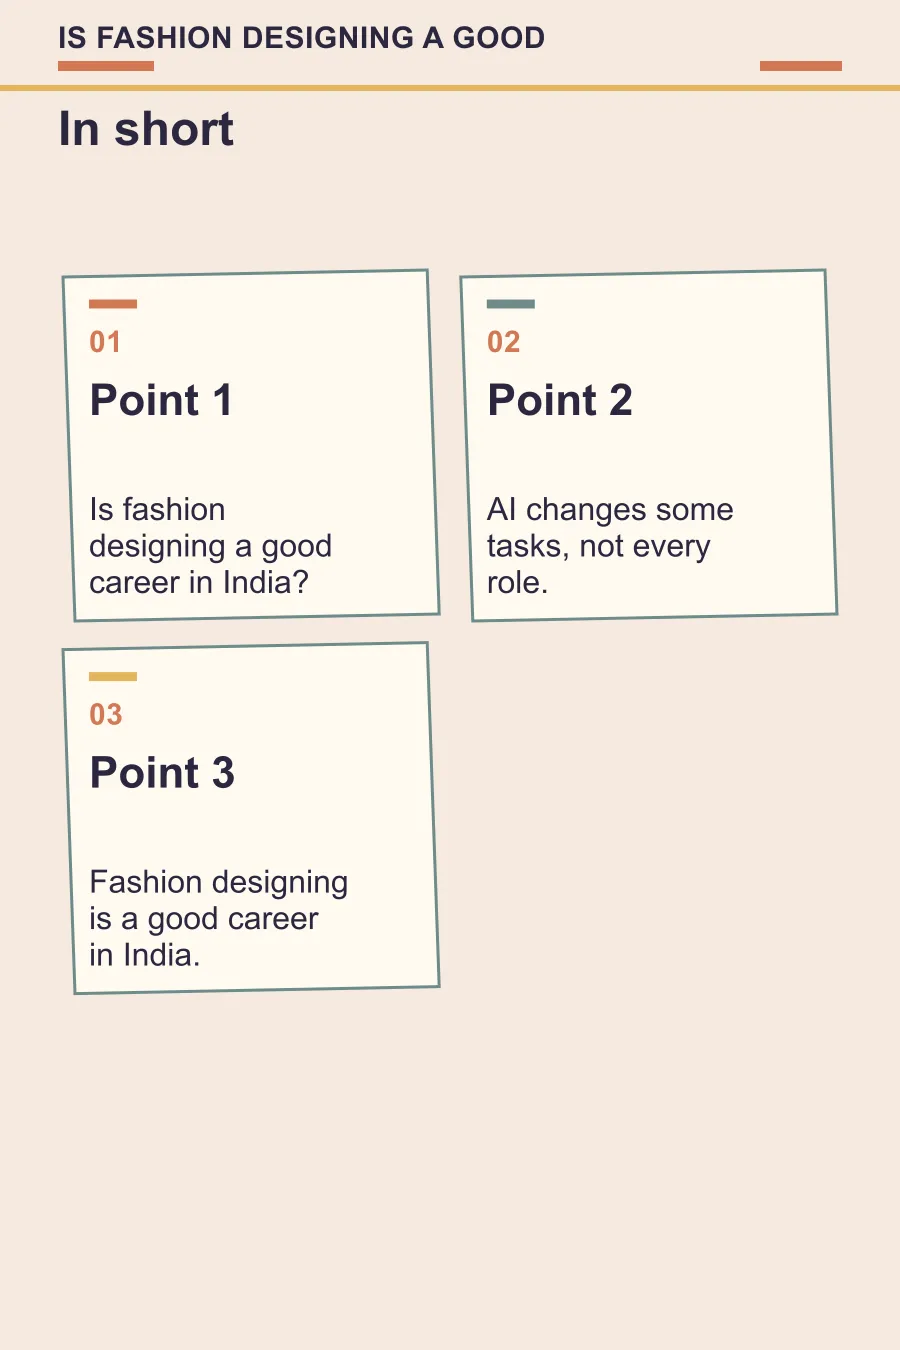 IS FASHION DESIGNING A GOOD
In short
01
Point 1
Is fashion
designing a good
career in India?
02
Point 2
AI changes some
tasks, not every
role.
03
Point 3
Fashion designing
is a good career
in India.